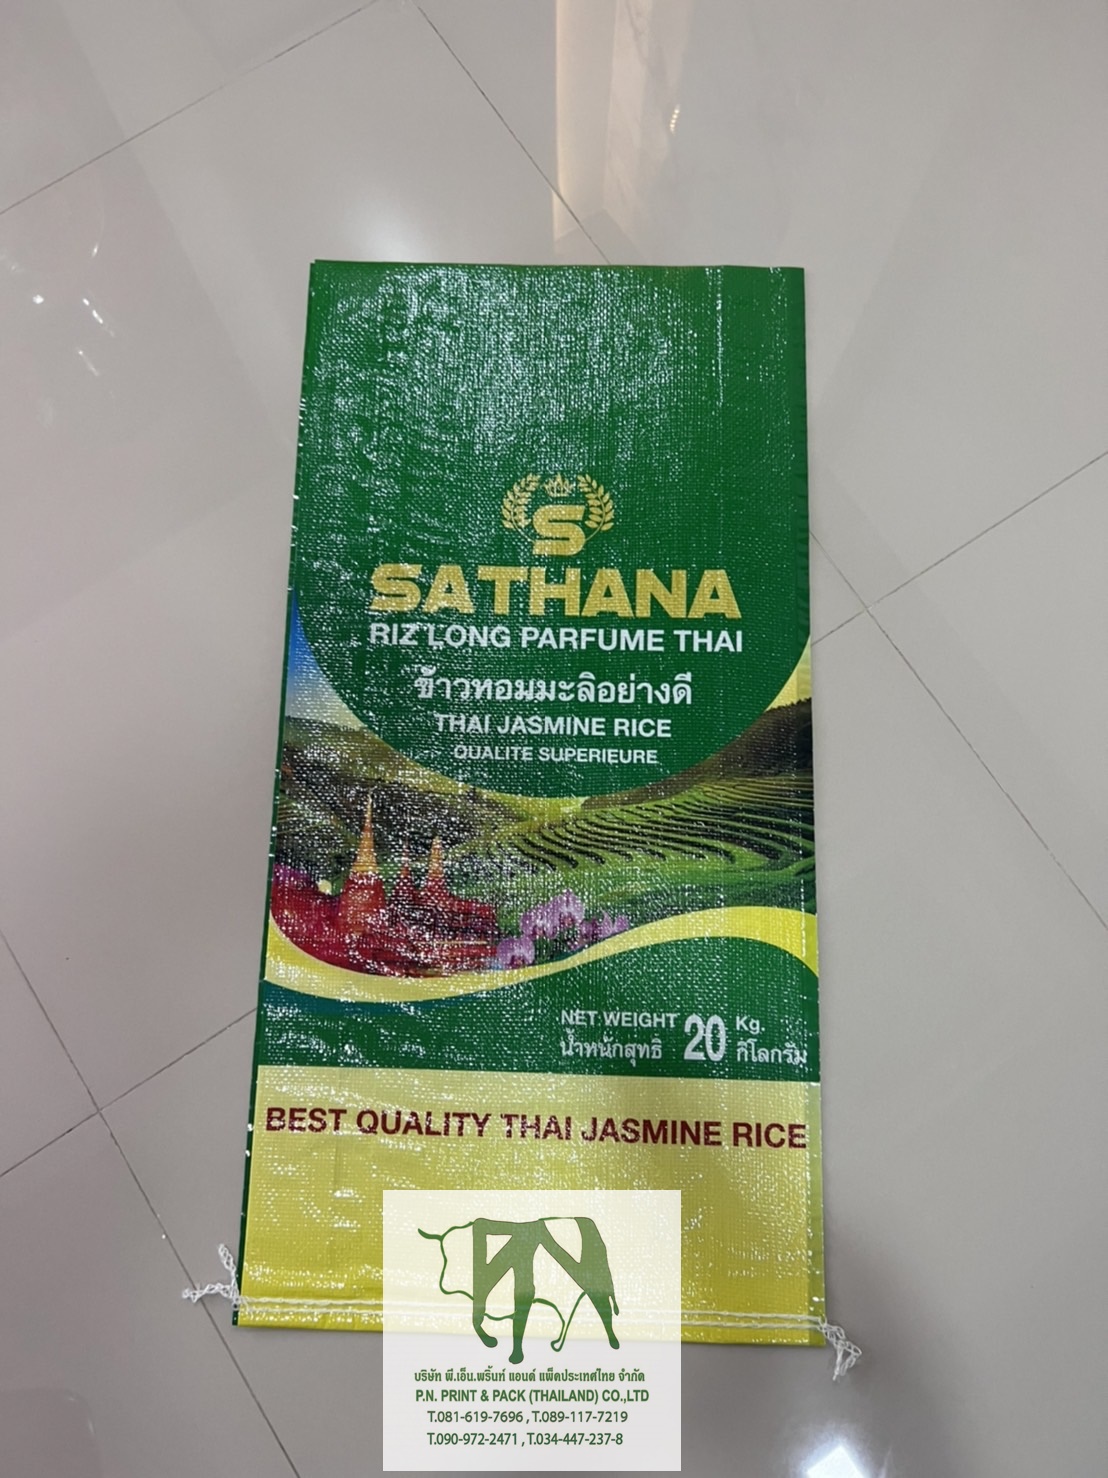 S
SATHANA
RIZ LONG PARFUME THAI
ข้าวหอมมะลิอย่างดี
THAI JASMINE RICE
QUALITE SUPERIEURE
NET WEIGHT 20 Kg.
น้ำหนักสุทธิ กิโลกรัม
BEST QUALITY THAI JASMINE RICE
PN
บริษัท พี.เอ็น.พริ้นท์ แอนด์ แพ็คประเทศไทย จำกัด
P.N. PRINT & PACK (THAILAND) CO.,LTD
T.081-619-7696 , T.089-117-7219
T.090-972-2471 , T.034-447-237-8